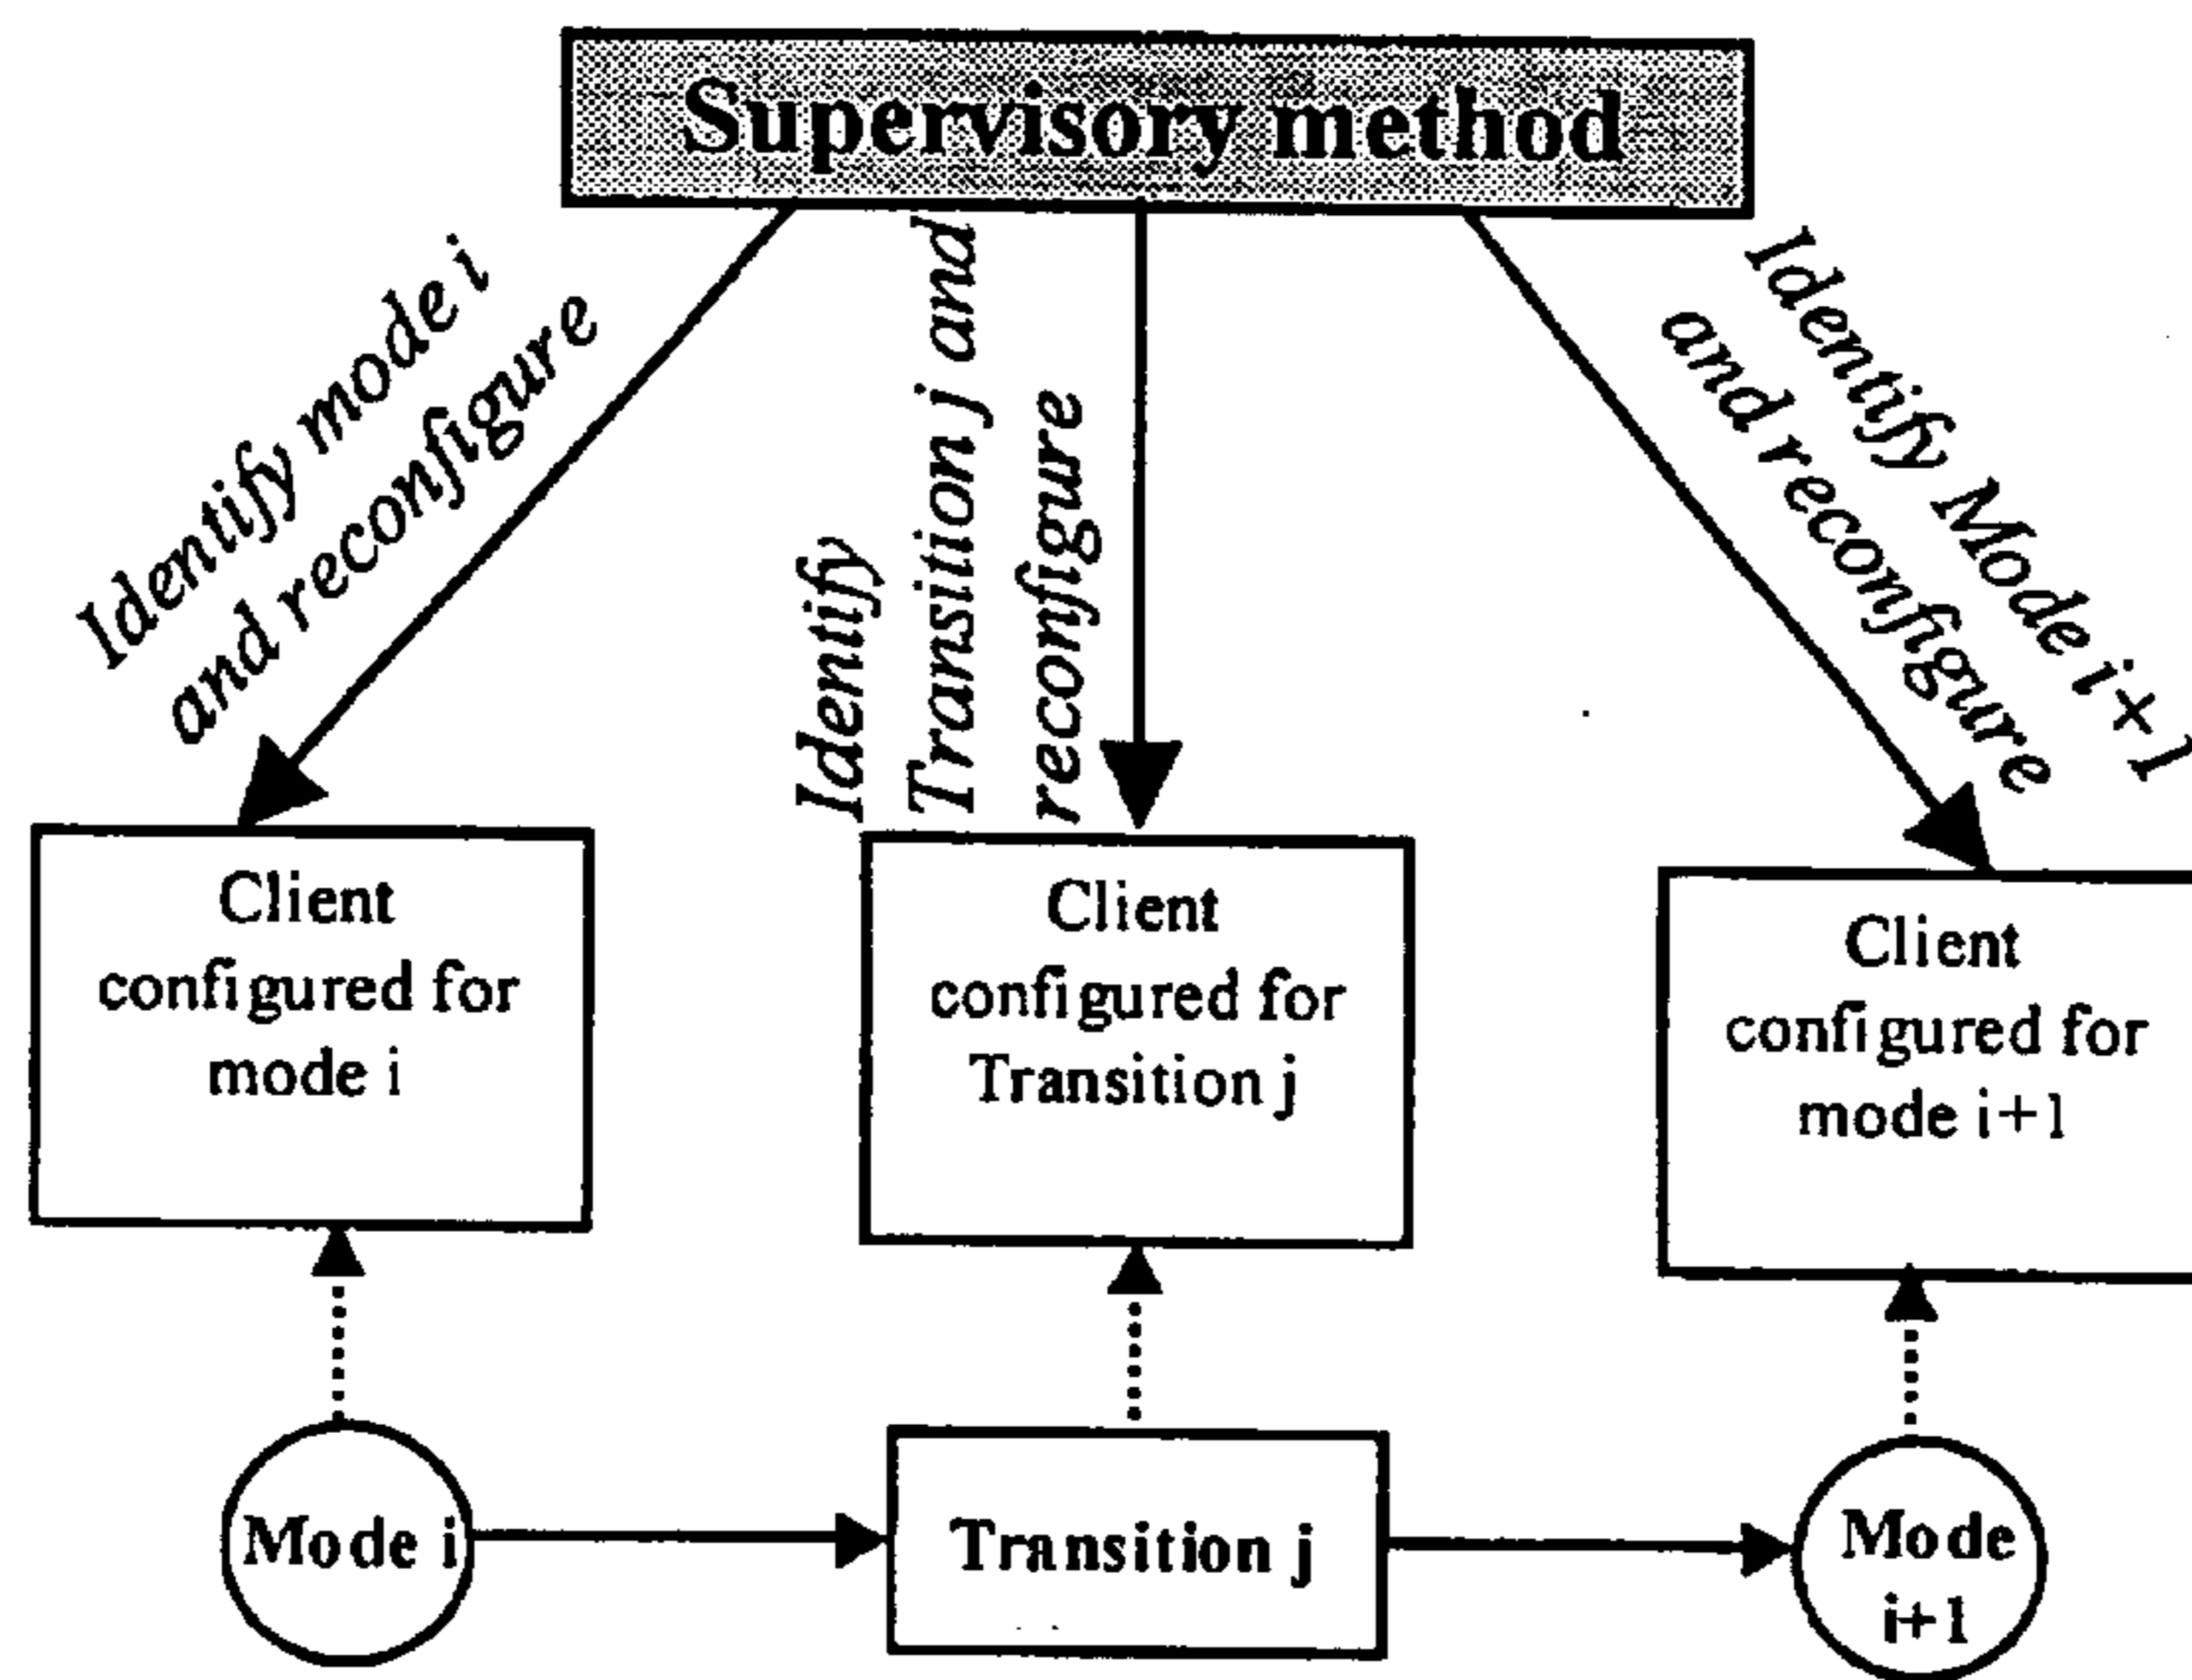 Supervisory method
Identify mode i
and reconfigure
Identify
Transition j and
reconfigure
Identify Mode i+1
and reconfigure
Client
configured for
mode i
Client
configured for
Transition j
Client
configured for
mode i+1
Mode i
Transition j
Mode
i+1